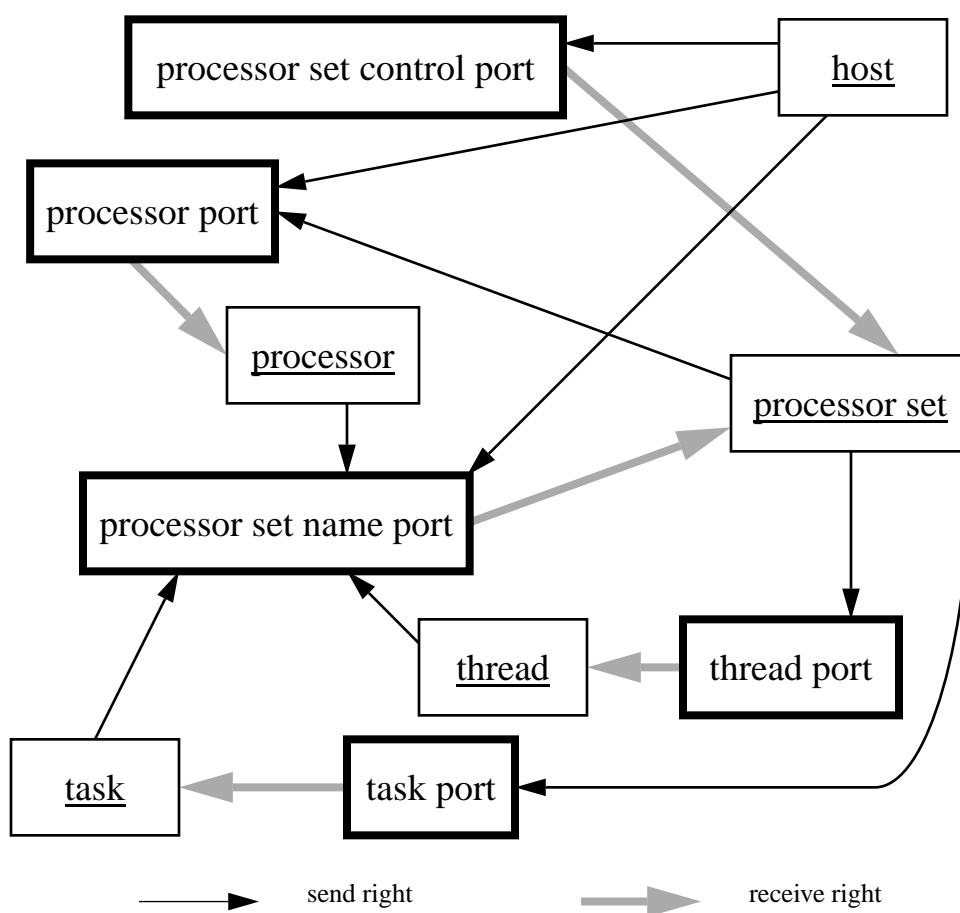 processor set control port
host
processor port
processor
processor set
processor set name port
thread
thread port
task
task port
send right
receive right